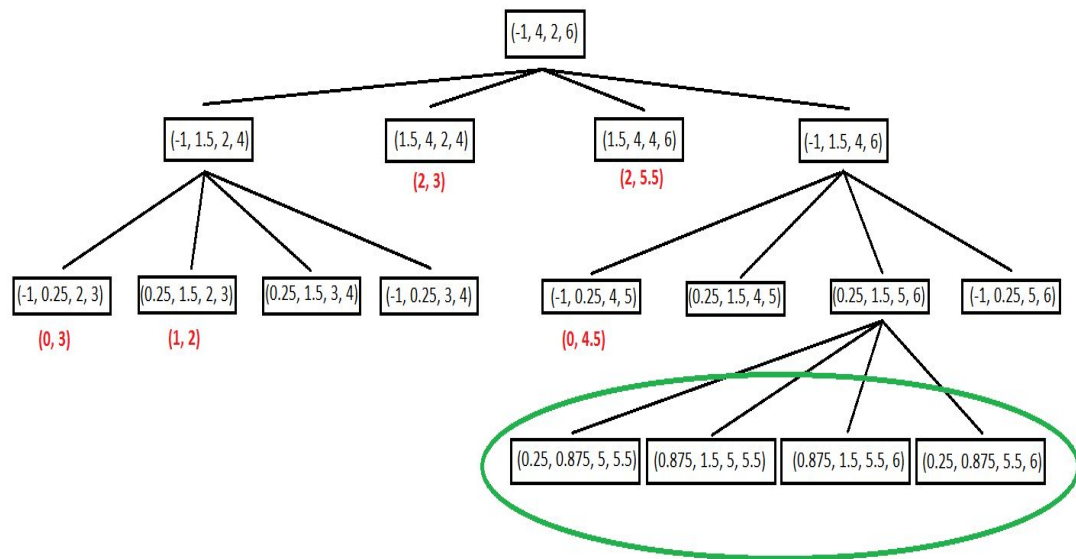 (-1, 4, 2, 6)
(-1, 1.5, 2, 4)
(1.5, 4, 2, 4)
(1.5, 4, 4, 6)
(-1, 1.5, 4, 6)
(2, 3)
(2, 5.5)
(-1, 0.25, 2, 3)
(0.25, 1.5, 2, 3)
(0.25, 1.5, 3, 4)
(-1, 0.25, 3, 4)
(-1, 0.25, 4, 5)
(0.25, 1.5, 4, 5)
(0.25, 1.5, 5, 6)
(-1, 0.25, 5, 6)
(0, 3)
(1, 2)
(0, 4.5)
(0.25, 0.875, 5, 5.5)
(0.875, 1.5, 5, 5.5)
(0.875, 1.5, 5.5, 6)
(0.25, 0.875, 5.5, 6)